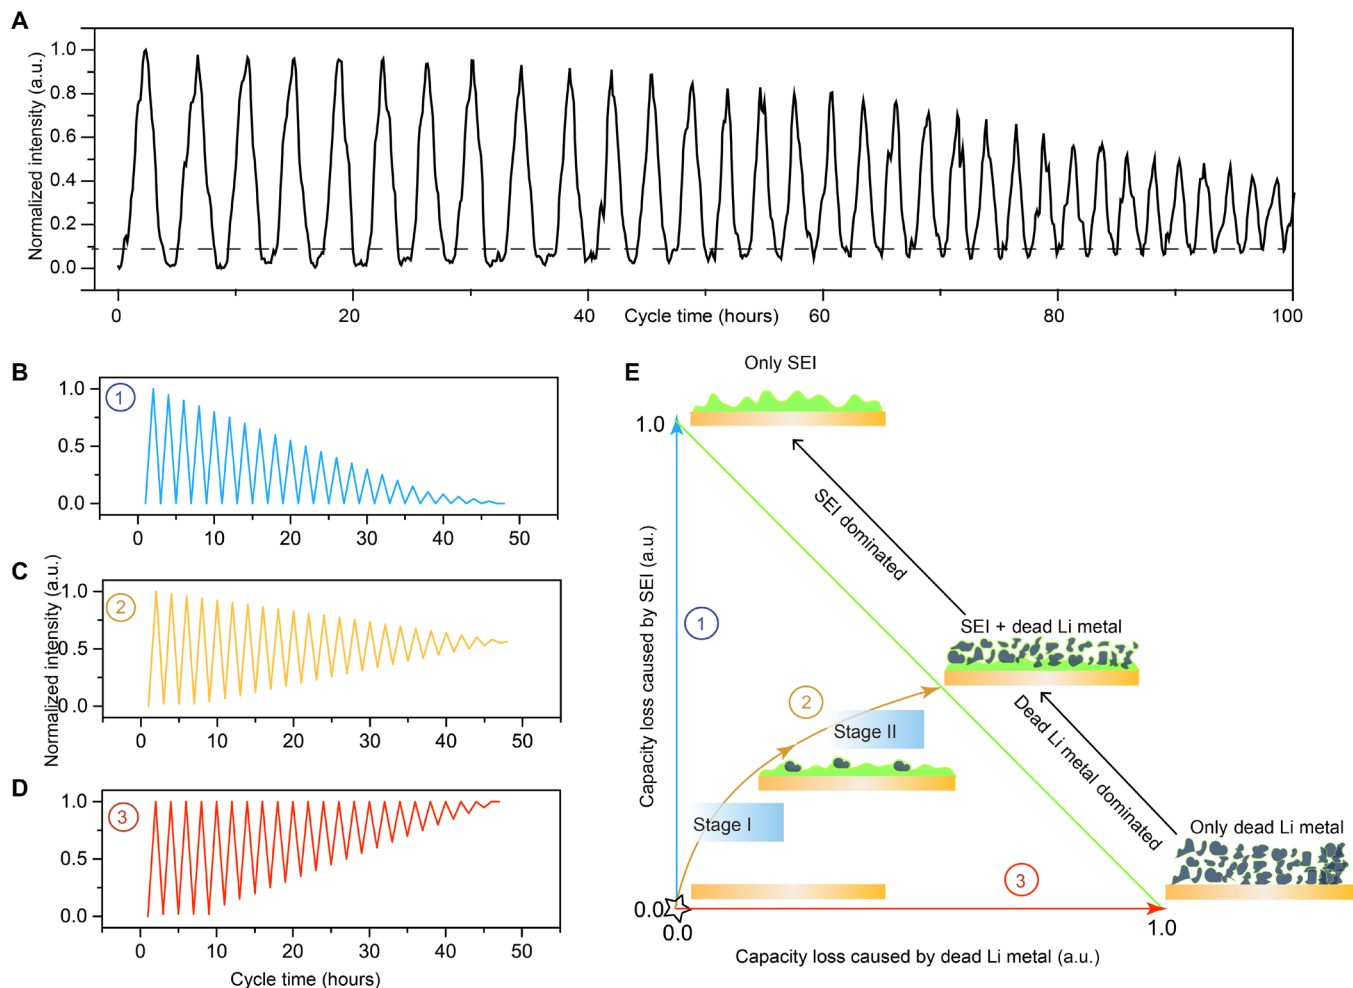 A
Normalized intensity (a.u.)
1.0
0.8
0.6
0.4
0.2
0.0
0 20 40 60 80 100
Cycle time (hours)
B
1
1.0
0.5
0.0
0 10 20 30 40 50
C
Normalized intensity (a.u.)
2
1.0
0.5
0.0
0 10 20 30 40 50
D
3
1.0
0.5
0.0
0 10 20 30 40 50
Cycle time (hours)
E
Only SEI
1.0
SEI dominated
Capacity loss caused by SEI (a.u.)
1
SEI + dead Li metal
2
Stage II
Dead Li metal dominated
Stage I
Only dead Li metal
3
0.0
0.0
1.0
Capacity loss caused by dead Li metal (a.u.)